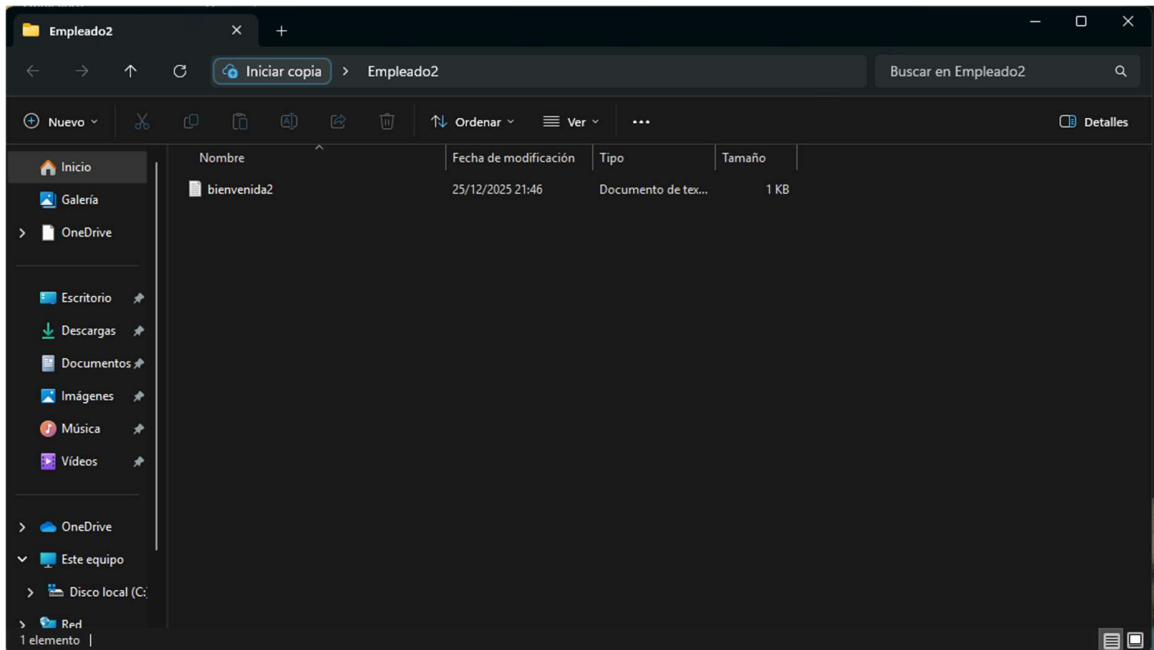 Empleado2
Iniciar copia > Empleado2
Buscar en Empleado2
Nuevo
Ordenar
Ver
Detalles
Nombre
Fecha de modificación
Tipo
Tamaño
bienvenida2
25/12/2025 21:46
Documento de tex...
1 KB
Inicio
Galería
OneDrive
Escritorio
Descargas
Documentos
Imágenes
Música
Vídeos
OneDrive
Este equipo
Disco local (C:
Red
1 elemento